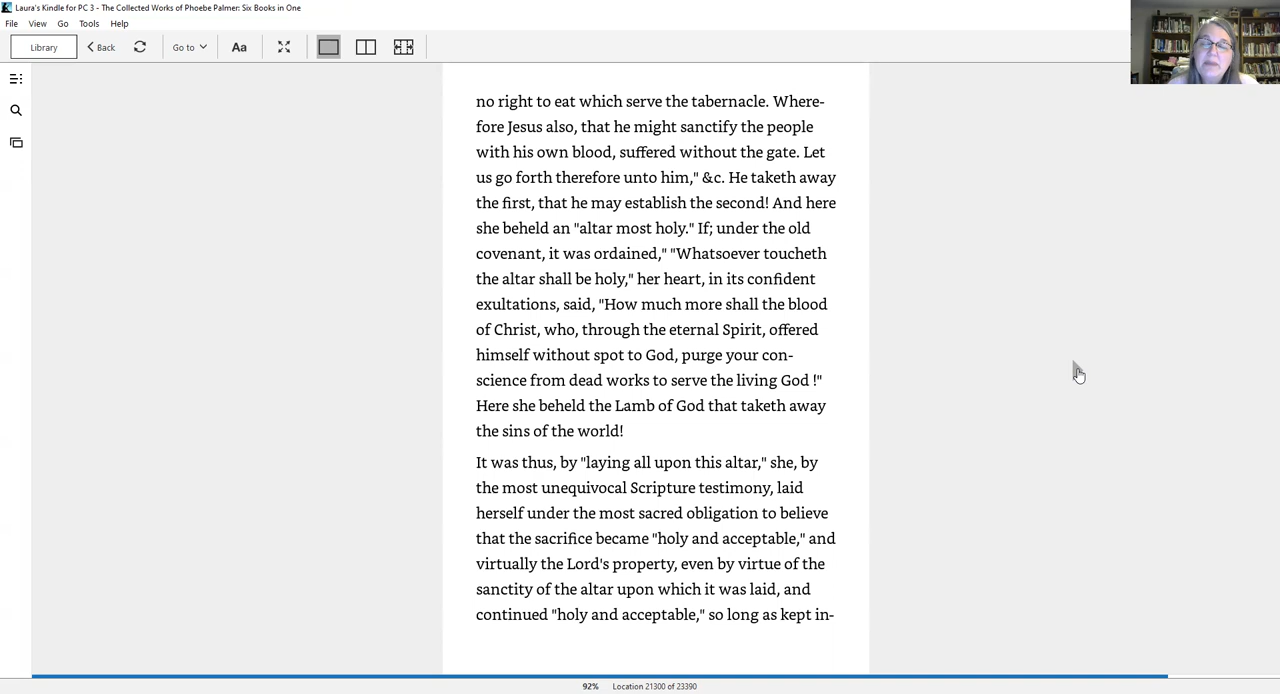 Laura's Kindle for PC 3 - The Collected Works of Phoebe Palmer: Six Books in One
File View Go Tools Help
Library Back Go to Aa
no right to eat which serve the tabernacle. Where-
fore Jesus also, that he might sanctify the people
with his own blood, suffered without the gate. Let
us go forth therefore unto him," &c. He taketh away
the first, that he may establish the second! And here
she beheld an "altar most holy." If; under the old
covenant, it was ordained," "Whatsoever toucheth
the altar shall be holy," her heart, in its confident
exultations, said, "How much more shall the blood
of Christ, who, through the eternal Spirit, offered
himself without spot to God, purge your con-
science from dead works to serve the living God !"
Here she beheld the Lamb of God that taketh away
the sins of the world!
It was thus, by "laying all upon this altar," she, by
the most unequivocal Scripture testimony, laid
herself under the most sacred obligation to believe
that the sacrifice became "holy and acceptable," and
virtually the Lord's property, even by virtue of the
sanctity of the altar upon which it was laid, and
continued "holy and acceptable," so long as kept in-
92% Location 21300 of 23390